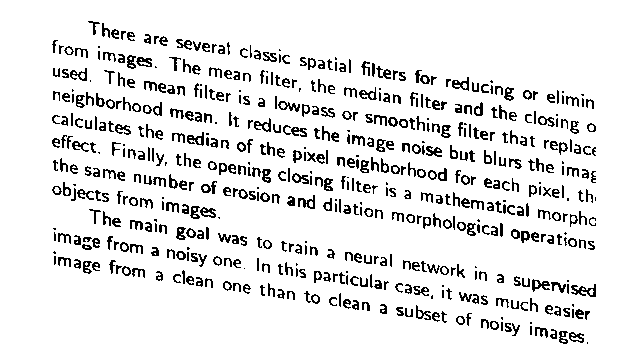 There are several classic spatial filters for reducing or elimin
from images. The mean filter, the median filter and the closing o
used. The mean filter is a lowpass or smoothing filter that replace
neighborhood mean. It reduces the image noise but blurs the imag
calculates the median of the pixel neighborhood for each pixel, th
effect. Finally, the opening closing filter is a mathematical morpho
the same number of erosion and dilation morphological operations
objects from images.
The main goal was to train a neural network in a supervised
image from a noisy one. In this particular case, it was much easier
image from a clean one than to clean a subset of noisy images.